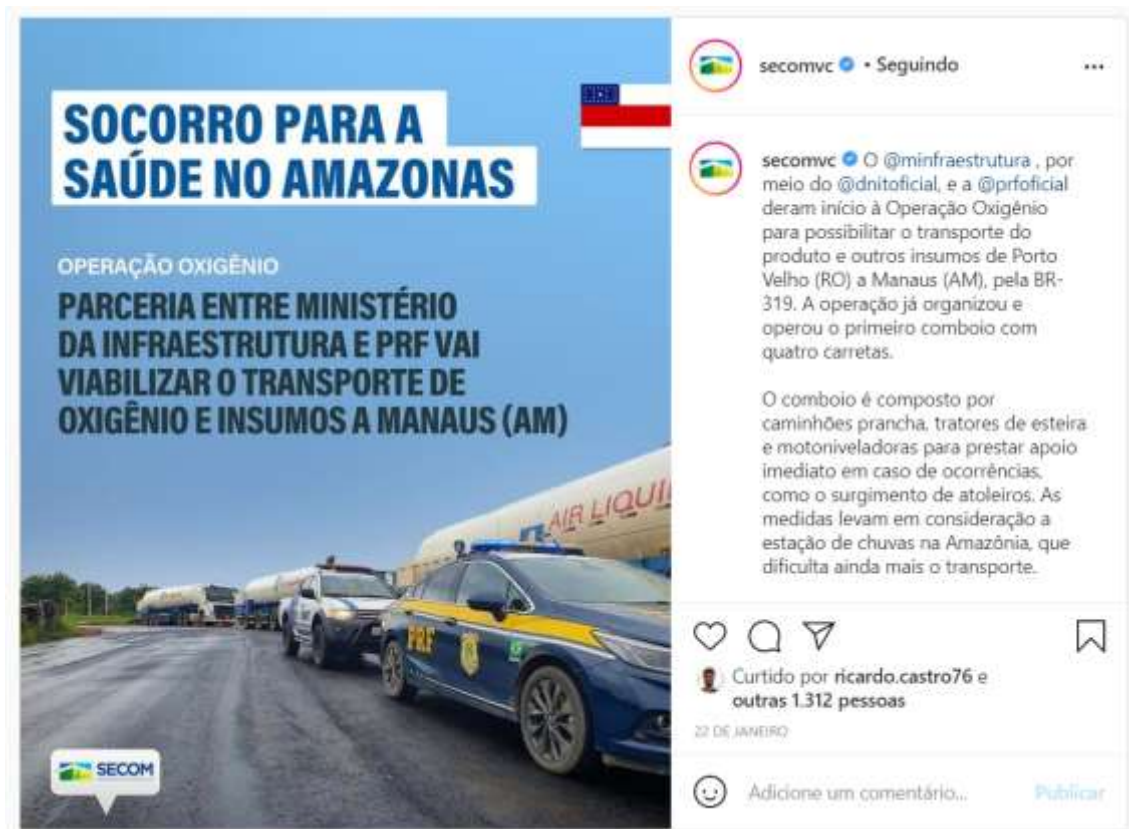 SOCORRO PARA A
SAÚDE NO AMAZONAS
OPERAÇÃO OXIGÊNIO
PARCERIA ENTRE MINISTÉRIO
DA INFRAESTRUTURA E PRF VAI
VIABILIZAR O TRANSPORTE DE
OXIGÊNIO E INSUMOS A MANAUS (AM)
AIR LIQUI
PRF
SECOM
secomvc • Seguindo
secomvc O @minfraestrutura , por
meio do @dnitoficial, e a @prfoficial
deram início à Operação Oxigênio
para possibilitar o transporte do
produto e outros insumos de Porto
Velho (RO) a Manaus (AM), pela BR-
319. A operação já organizou e
operou o primeiro comboio com
quatro carretas.
O comboio é composto por
caminhões prancha, tratores de esteira
e motoniveladoras para prestar apoio
imediato em caso de ocorrências,
como o surgimento de atoleiros. As
medidas levam em consideração a
estação de chuvas na Amazônia, que
dificulta ainda mais o transporte.
Curtido por ricardo.castro76 e
outras 1.312 pessoas
22 DE JANEIRO
Adicione um comentário... Publicar